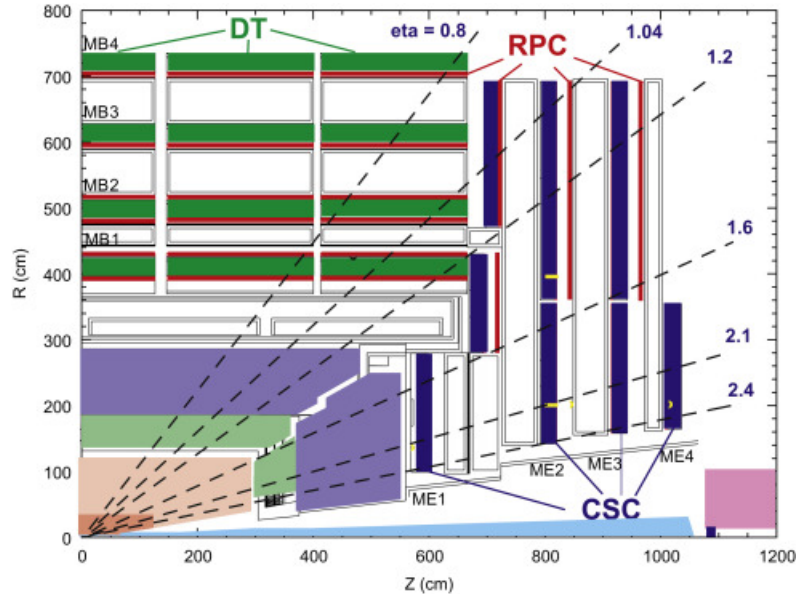 800
MB4
DT
eta = 0.8
RPC
1.04
1.2
700
MB3
600
MB2
500
MB1
1.6
R (cm)
400
300
2.1
2.4
200
100
ME1
ME2
ME3
ME4
CSC
0
0
200
400
600
800
1000
1200
Z (cm)